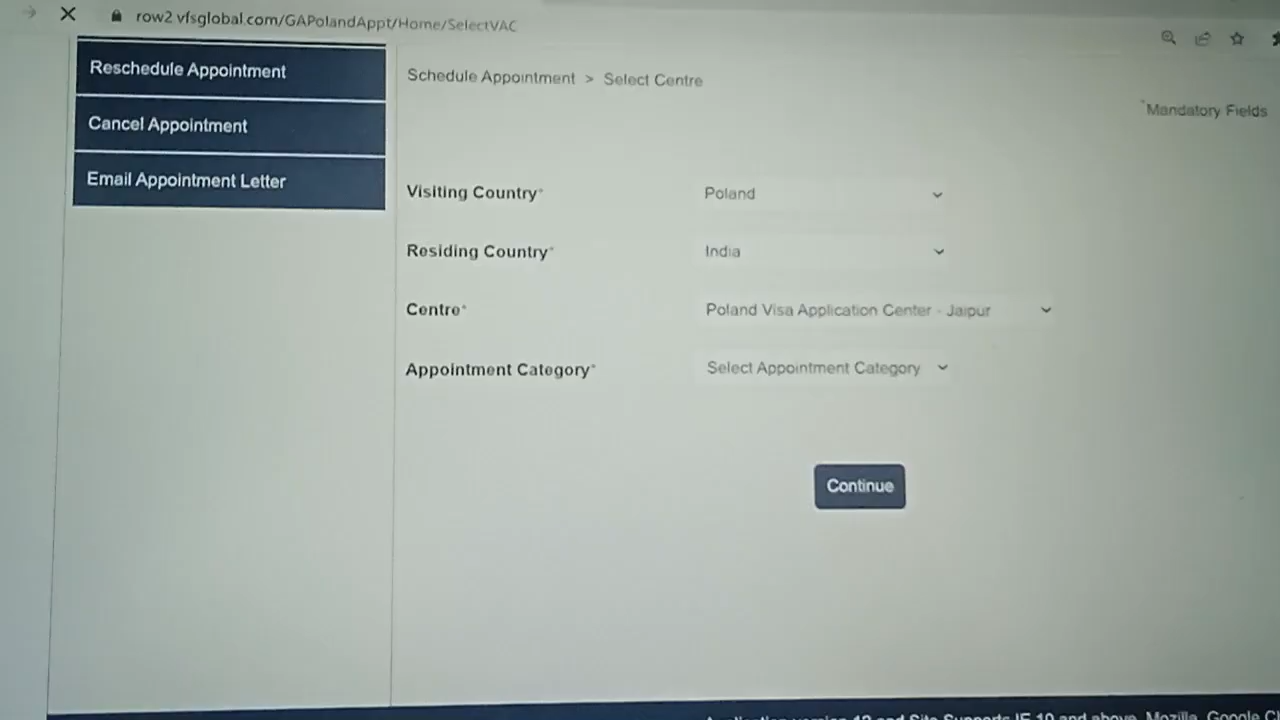 row2.vfsglobal.com/GAPolandAppt/Home/SelectVAC
Reschedule Appointment
Cancel Appointment
Email Appointment Letter
Schedule Appointment > Select Centre
*Mandatory Fields
Visiting Country* Poland
Residing Country* India
Centre* Poland Visa Application Center - Jaipur
Appointment Category* Select Appointment Category
Continue
and Site Supports IE 10 and above, Mozilla, Google